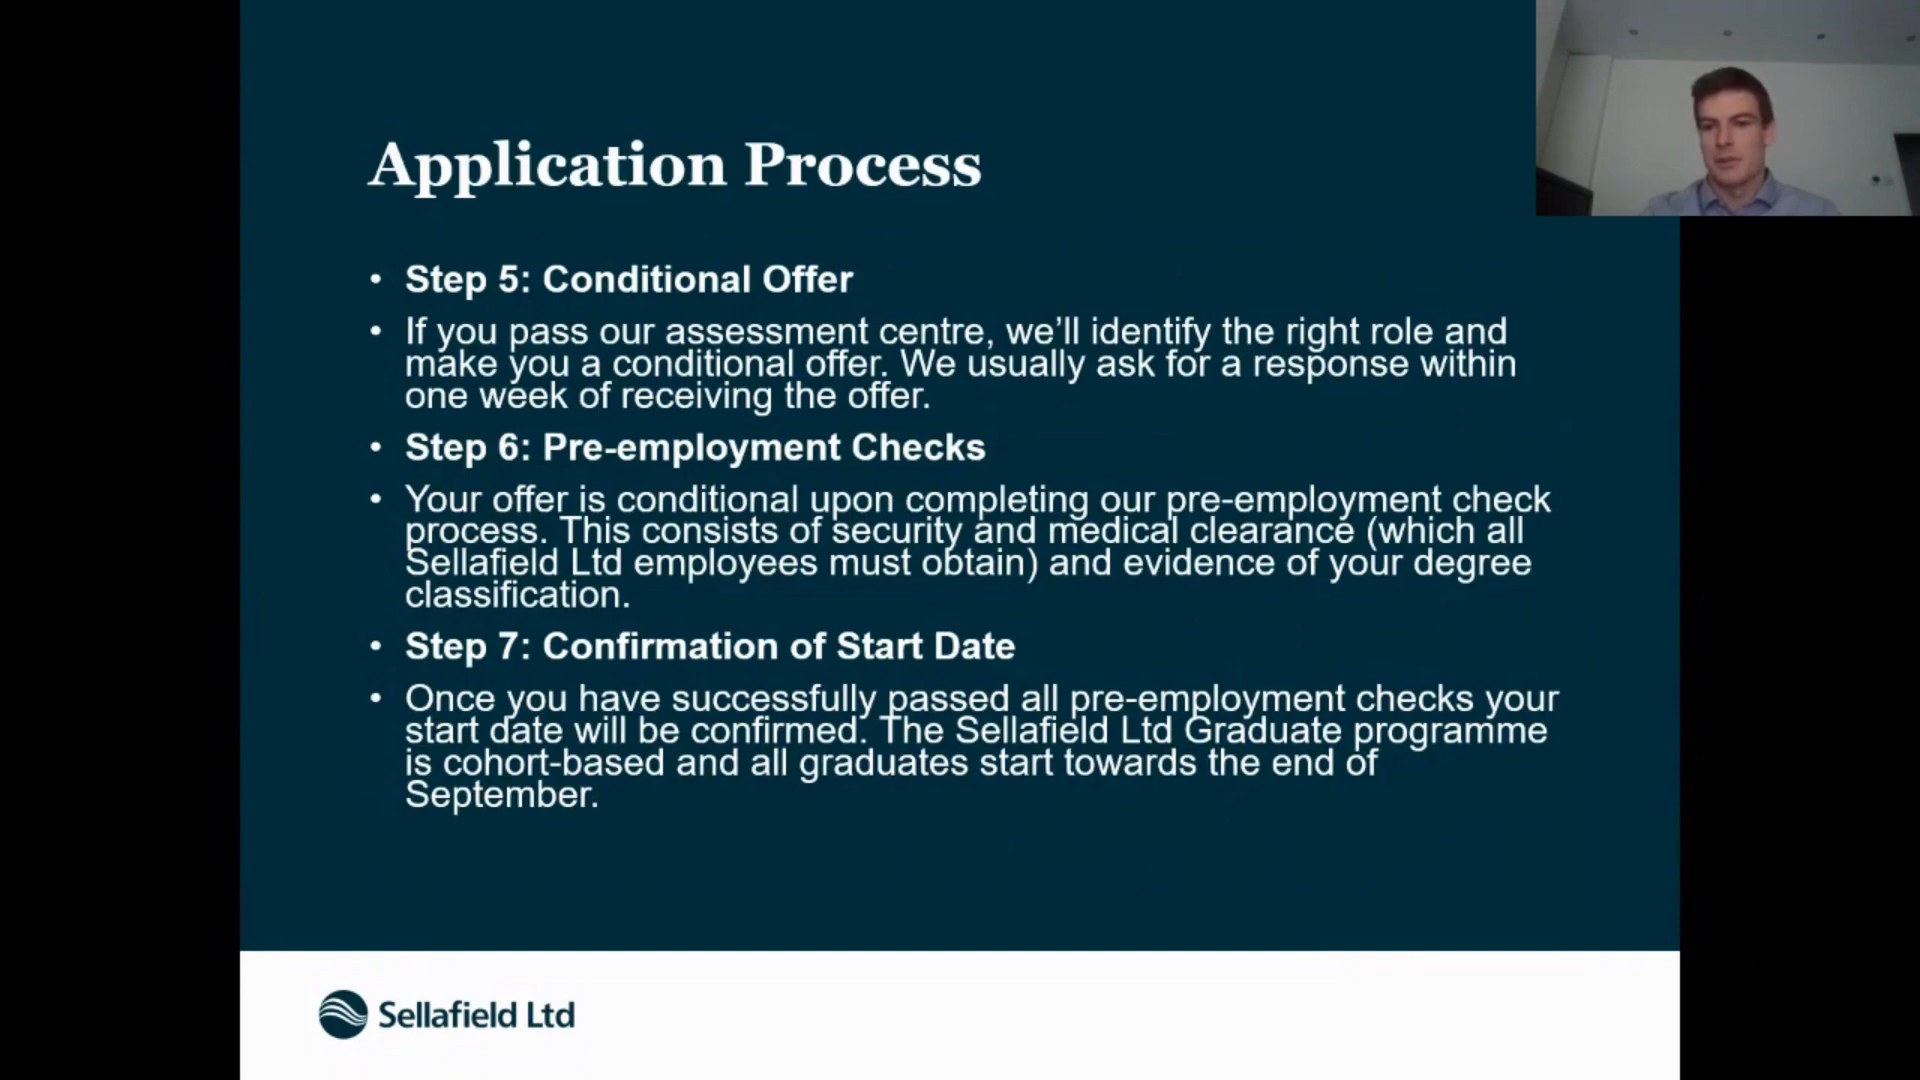 Application Process
• Step 5: Conditional Offer
• If you pass our assessment centre, we’ll identify the right role and
make you a conditional offer. We usually ask for a response within
one week of receiving the offer.
• Step 6: Pre-employment Checks
• Your offer is conditional upon completing our pre-employment check
process. This consists of security and medical clearance (which all
Sellafield Ltd employees must obtain) and evidence of your degree
classification.
• Step 7: Confirmation of Start Date
• Once you have successfully passed all pre-employment checks your
start date will be confirmed. The Sellafield Ltd Graduate programme
is cohort-based and all graduates start towards the end of
September.
Sellafield Ltd